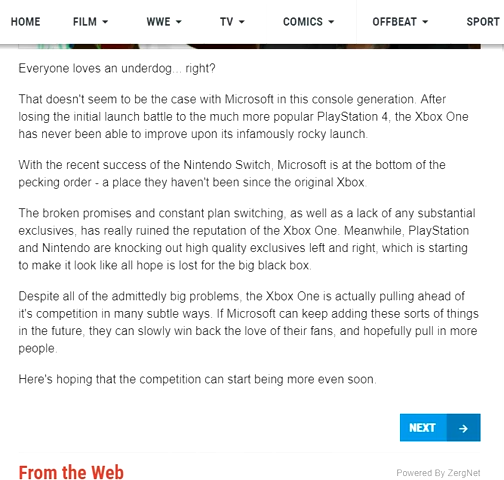 HOME FILM WWE TV COMICS OFFBEAT SPORT
Everyone loves an underdog... right?
That doesn't seem to be the case with Microsoft in this console generation. After
losing the initial launch battle to the much more popular PlayStation 4, the Xbox One
has never been able to improve upon its infamously rocky launch.
With the recent success of the Nintendo Switch, Microsoft is at the bottom of the
pecking order - a place they haven't been since the original Xbox.
The broken promises and constant plan switching, as well as a lack of any substantial
exclusives, has really ruined the reputation of the Xbox One. Meanwhile, PlayStation
and Nintendo are knocking out high quality exclusives left and right, which is starting
to make it look like all hope is lost for the big black box.
Despite all of the admittedly big problems, the Xbox One is actually pulling ahead of
it's competition in many subtle ways. If Microsoft can keep adding these sorts of things
in the future, they can slowly win back the love of their fans, and hopefully pull in more
people.
Here's hoping that the competition can start being more even soon.
NEXT
From the Web
Powered By ZergNet